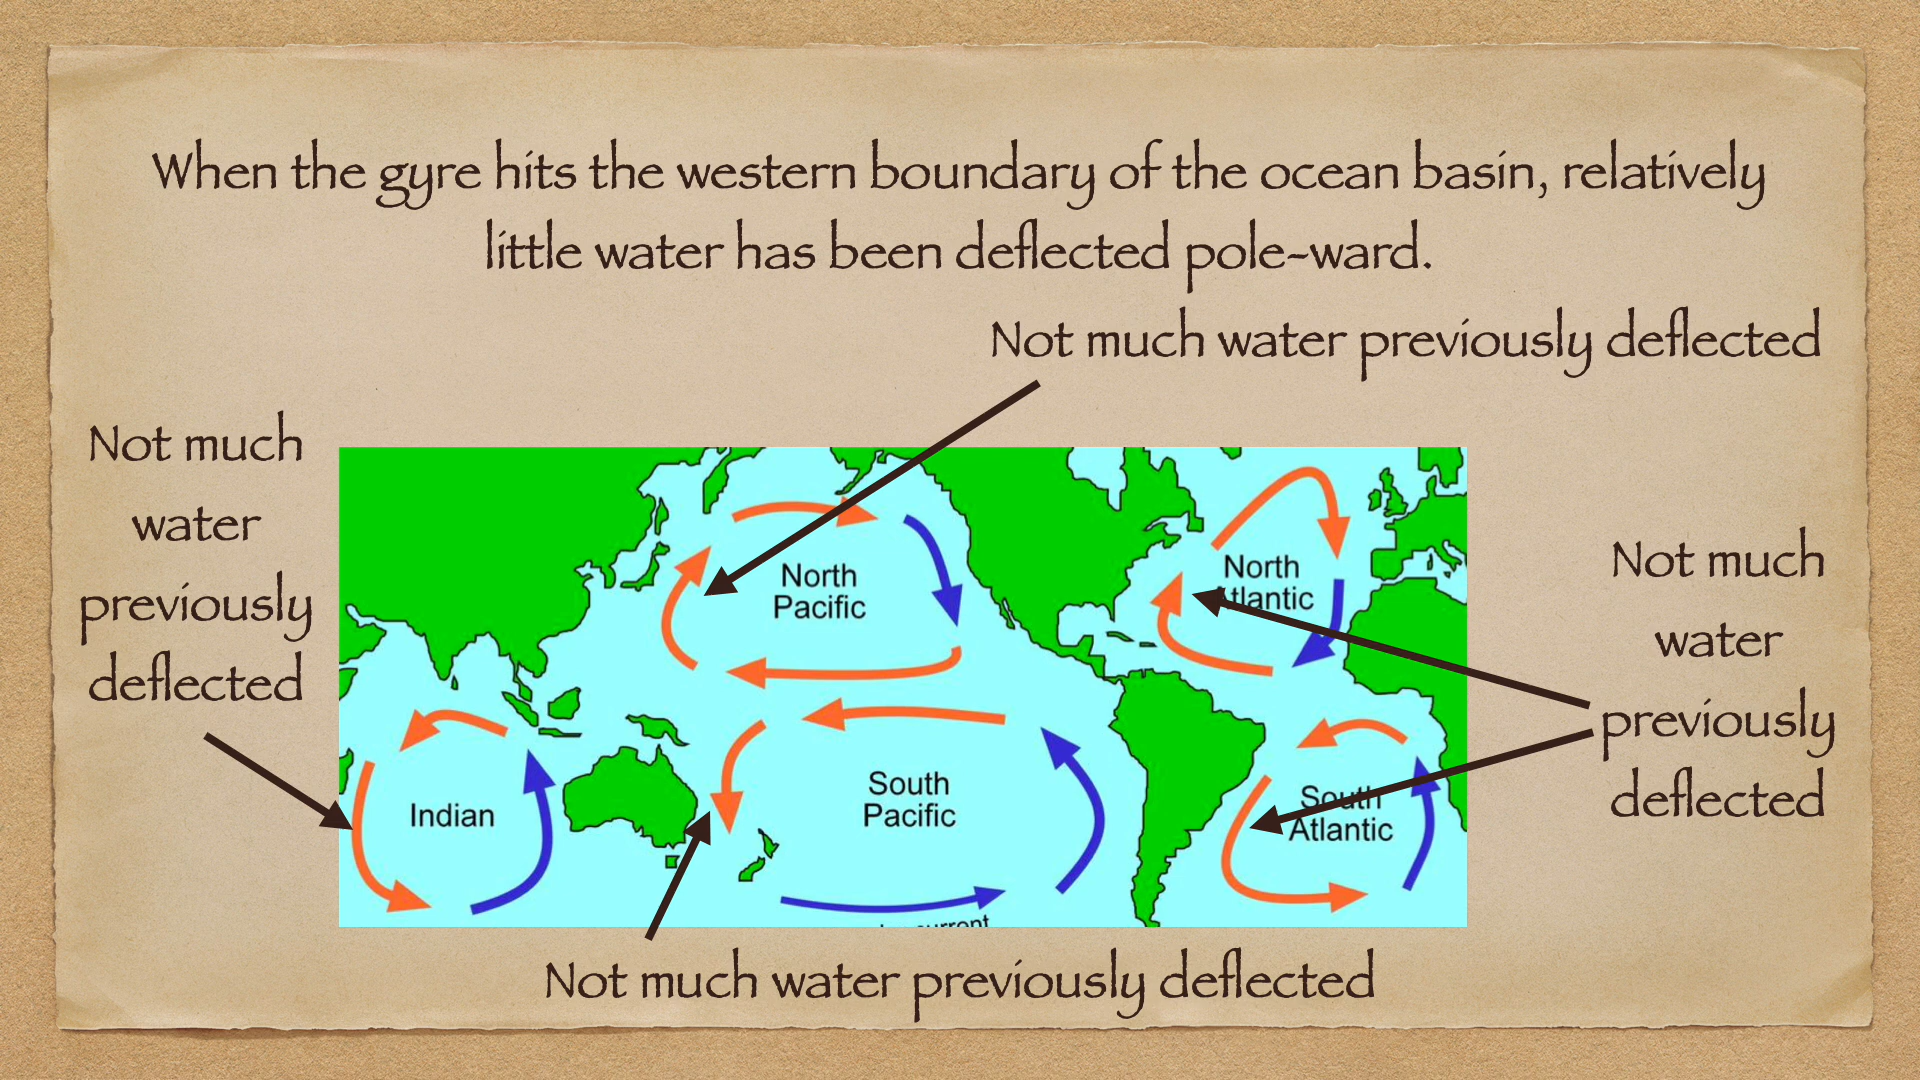 When the gyre hits the western boundary of the ocean basin, relatively
little water has been deflected pole-ward.
Not much water previously deflected
Not much
water
previously
deflected
North
Pacific
North
Atlantic
Not much
water
previously
deflected
Indian
South
Pacific
South
Atlantic
Not much water previously deflected